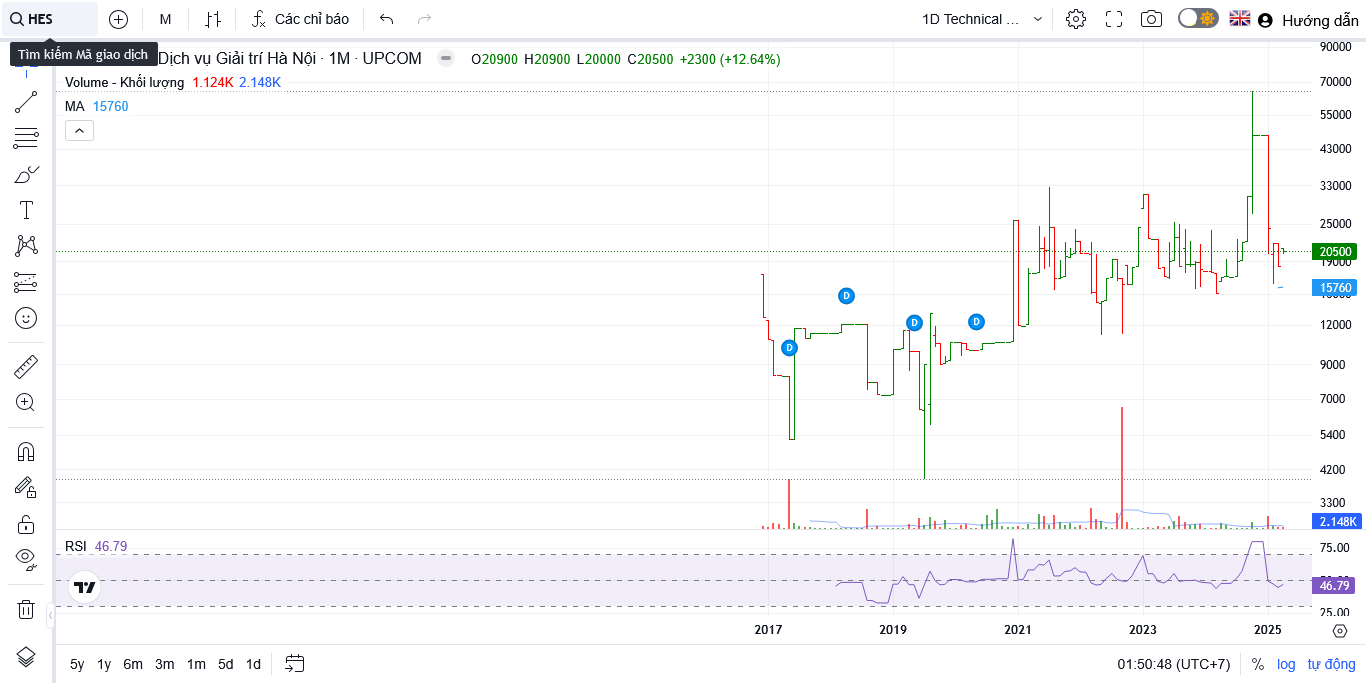 HES
M
Các chỉ báo
1D Technical ...
Hướng dẫn
Tìm kiếm Mã giao dịch
Dịch vụ Giải trí Hà Nội · 1M · UPCOM
O20900 H20900 L20000 C20500 +2300 (+12.64%)
Volume - Khối lượng 1.124K 2.148K
MA 15760
90000
70000
55000
43000
33000
25000
20500
19000
15760
12000
9000
7000
5400
4200
3300
2.148K
D
D
D
D
RSI 46.79
75.00
46.79
25.00
2017 2019 2021 2023 2025
5y 1y 6m 3m 1m 5d 1d
01:50:48 (UTC+7)
% log tự động